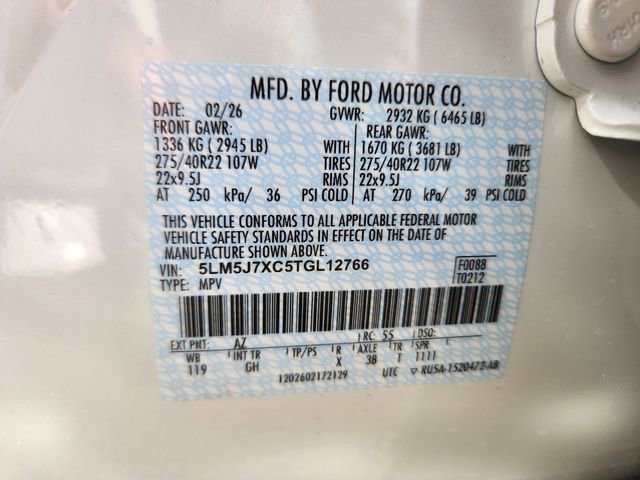 MFD. BY FORD MOTOR CO.
DATE: 02/26 GVWR: 2932 KG ( 6465 LB)
FRONT GAWR: REAR GAWR:
1336 KG ( 2945 LB) WITH 1670 KG ( 3681 LB) WITH
275/40R22 107W TIRES 275/40R22 107W TIRES
22x9.5J RIMS 22x9.5J RIMS
AT 250 kPa/ 36 PSI COLD AT 270 kPa/ 39 PSI COLD
THIS VEHICLE CONFORMS TO ALL APPLICABLE FEDERAL MOTOR
VEHICLE SAFETY STANDARDS IN EFFECT ON THE DATE OF
MANUFACTURE SHOWN ABOVE.
VIN: 5LM5J7XC5TGL12766 F0088
TYPE: MPV T0212
EXT PNT: AZ RC: 55 DSO:
WB INT TR TP/PS R AXLE TR SPR
119 GH X 3B T 1111
1202602172129 UTC ▽ RU5A-1520472-AB